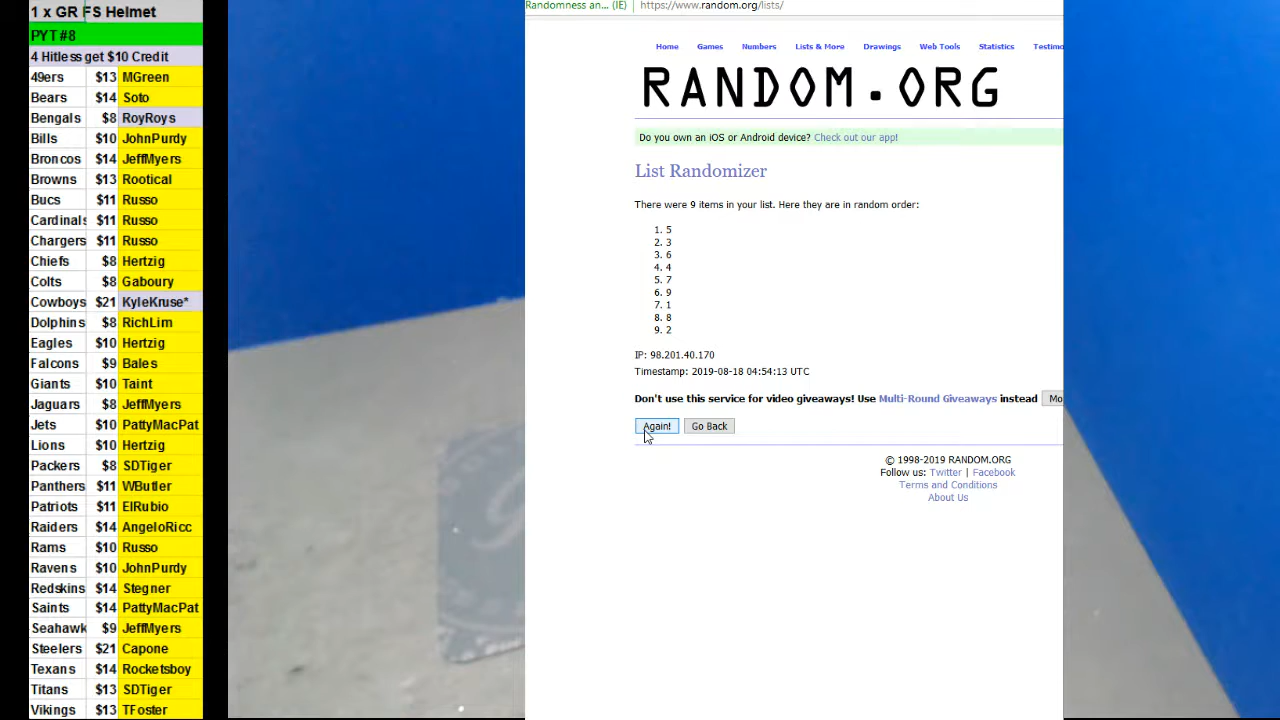 1 x GR FS Helmet
PYT #8
4 Hitless get $10 Credit
49ers $13 MGreen
Bears $14 Soto
Bengals $8 RoyRoys
Bills $10 JohnPurdy
Broncos $14 JeffMyers
Browns $13 Rootical
Bucs $11 Russo
Cardinals $11 Russo
Chargers $11 Russo
Chiefs $8 Hertzig
Colts $8 Gaboury
Cowboys $21 KyleKruse*
Dolphins $8 RichLim
Eagles $10 Hertzig
Falcons $9 Bales
Giants $10 Taint
Jaguars $8 JeffMyers
Jets $10 PattyMacPat
Lions $10 Hertzig
Packers $8 SDTiger
Panthers $11 WButler
Patriots $11 ElRubio
Raiders $14 AngeloRicc
Rams $10 Russo
Ravens $10 JohnPurdy
Redskins $14 Stegner
Saints $14 PattyMacPat
Seahawk $9 JeffMyers
Steelers $21 Capone
Texans $14 Rocketsboy
Titans $13 SDTiger
Vikings $13 TFoster
Randomness an... (IE) https://www.random.org/lists/
Home Games Numbers Lists & More Drawings Web Tools Statistics Testimo
RANDOM.ORG
Do you own an iOS or Android device? Check out our app!
List Randomizer
There were 9 items in your list. Here they are in random order:
1. 5
2. 3
3. 6
4. 4
5. 7
6. 9
7. 1
8. 8
9. 2
IP: 98.201.40.170
Timestamp: 2019-08-18 04:54:13 UTC
Don't use this service for video giveaways! Use Multi-Round Giveaways instead Mo
Again! Go Back
© 1998-2019 RANDOM.ORG
Follow us: Twitter | Facebook
Terms and Conditions
About Us